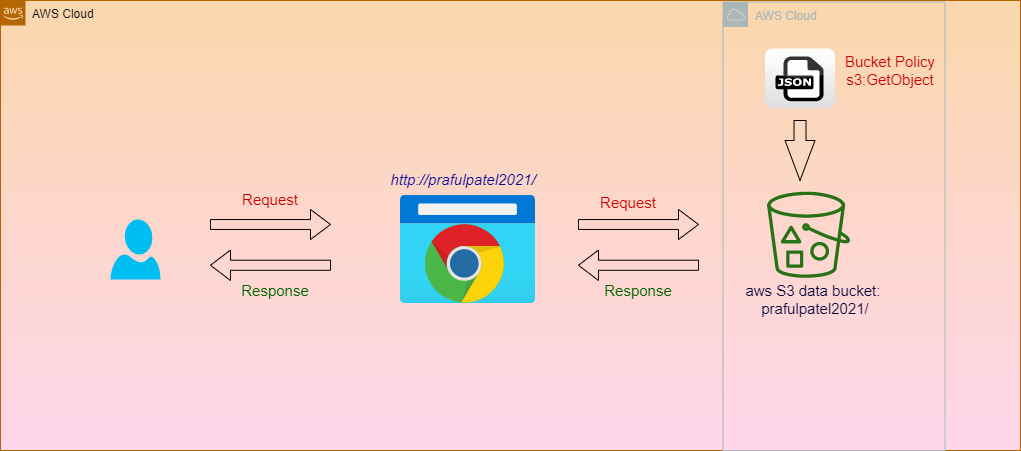 aws
AWS Cloud
AWS Cloud
JSON
Bucket Policy
s3:GetObject
http://prafulpatel2021/
Request
Request
Response
Response
aws S3 data bucket:
prafulpatel2021/